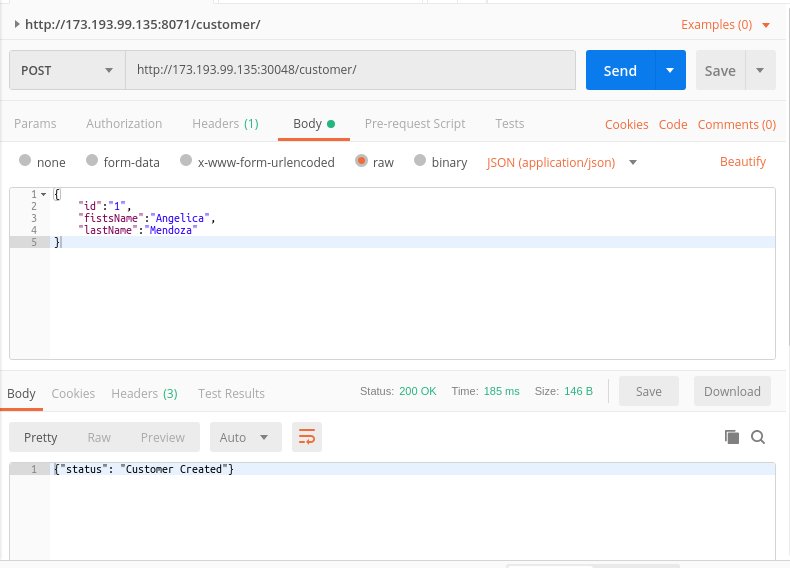 http://173.193.99.135:8071/customer/ Examples (0)
POST http://173.193.99.135:30048/customer/ Send Save
Params Authorization Headers (1) Body Pre-request Script Tests Cookies Code Comments (0)
none form-data x-www-form-urlencoded raw binary JSON (application/json) Beautify
1 {
2 "id":"1",
3 "fistsName":"Angelica",
4 "lastName":"Mendoza"
5 }
Body Cookies Headers (3) Test Results Status: 200 OK Time: 185 ms Size: 146 B Save Download
Pretty Raw Preview Auto
1 {"status": "Customer Created"}